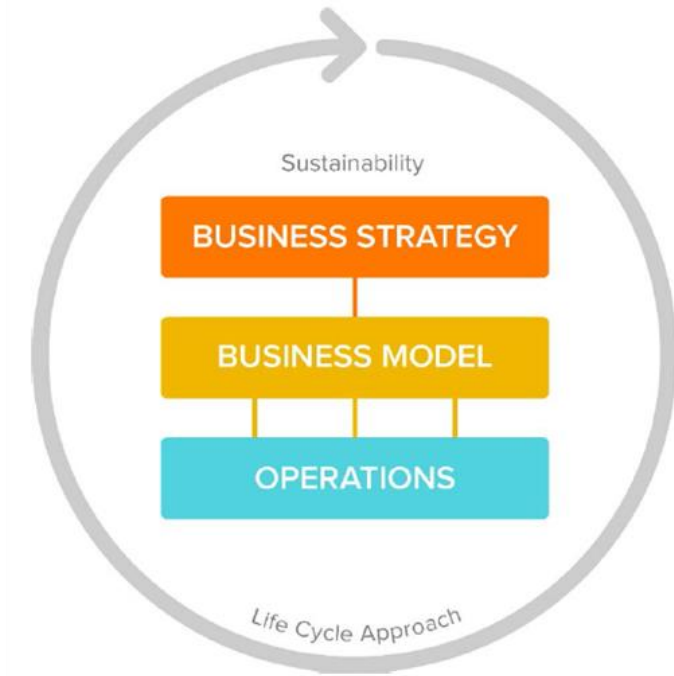 Sustainability
BUSINESS STRATEGY
BUSINESS MODEL
OPERATIONS
Life Cycle Approach